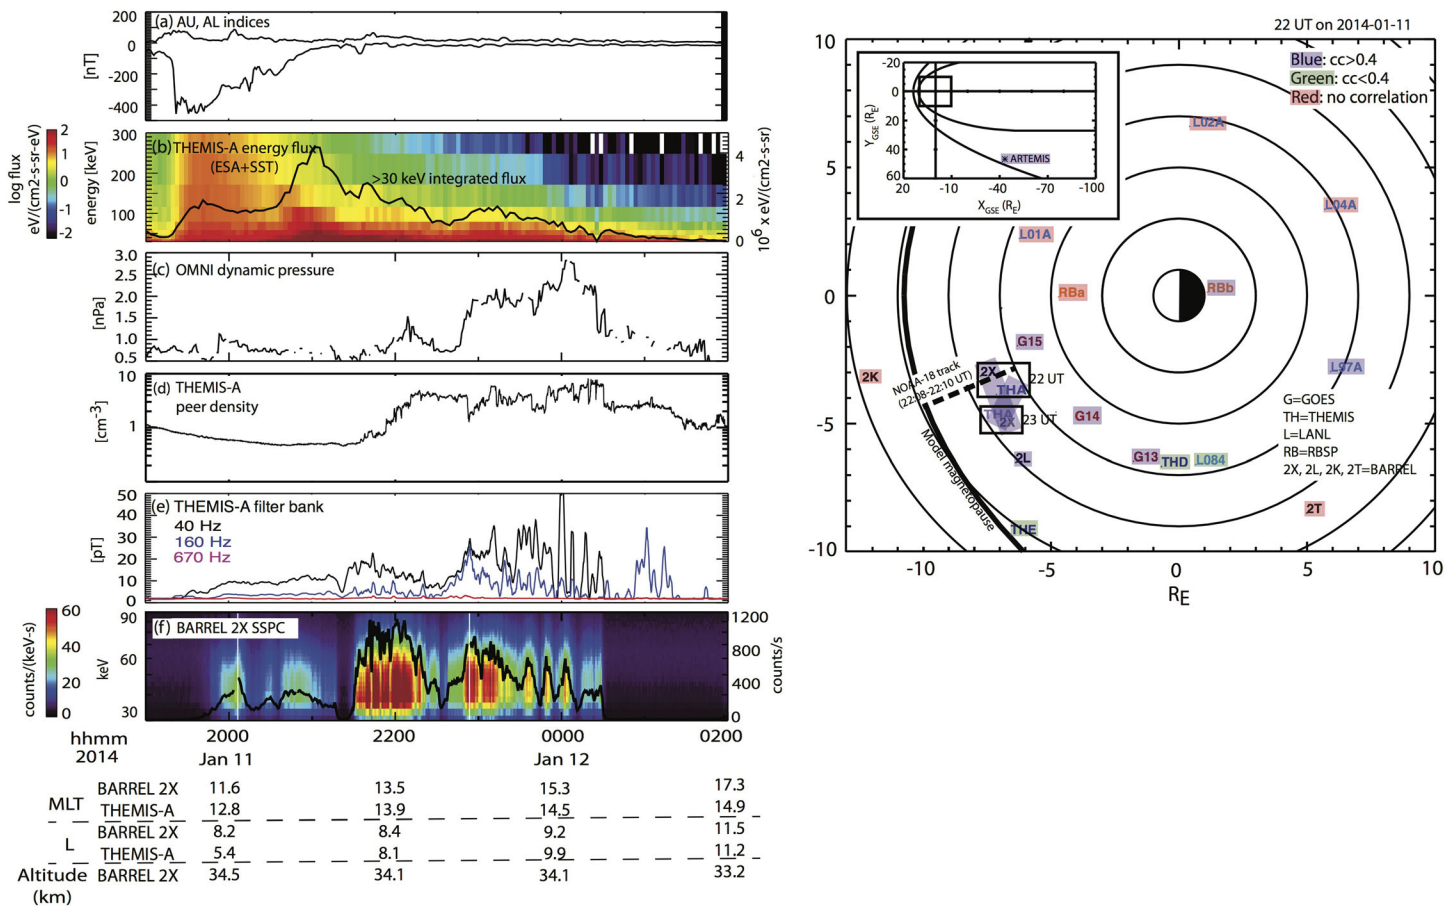 (a) AU, AL indices
200
0
-200
-400
[nT]
(b) THEMIS-A energy flux
(ESA+SST)
>30 keV integrated flux
300
200
100
energy [keV]
log flux
eV/(cm2-s-sr-eV)
2
1
0
-1
-2
4
2
0
10⁶ x eV/(cm2-s-sr)
(c) OMNI dynamic pressure
3.0
2.5
2.0
1.5
1.0
0.5
[nPa]
(d) THEMIS-A
peer density
10
1
[cm⁻³]
(e) THEMIS-A filter bank
40 Hz
160 Hz
670 Hz
50
40
30
20
10
0
[pT]
(f) BARREL 2X SSPC
90
60
30
keV
counts/(keV-s)
60
40
20
0
1200
800
400
0
counts/s
hhmm 2000 2200 0000 0200
2014 Jan 11 Jan 12
MLT
BARREL 2X 11.6 13.5 15.3 17.3
THEMIS-A 12.8 13.9 14.5 14.9
L
BARREL 2X 8.2 8.4 9.2 11.5
THEMIS-A 5.4 8.1 9.9 11.2
Altitude
(km)
BARREL 2X 34.5 34.1 34.1 33.2
22 UT on 2014-01-11
Blue: cc>0.4
Green: cc<0.4
Red: no correlation
10
5
0
-5
-10
-10 -5 0 5 10
RE
-20
0
20
40
60
YGSE (RE)
20 -10 -40 -70 -100
XGSE (RE)
ARTEMIS
L02A
L04A
L01A
RBa
RBb
G15
L97A
2K
NOAA-18 track
(22:08-22:10 UT)
2X
THA
22 UT
THA
2X
23 UT
G14
2L
G13
THD
L084
THE
2T
Model magnetopause
G=GOES
TH=THEMIS
L=LANL
RB=RBSP
2X, 2L, 2K, 2T=BARREL